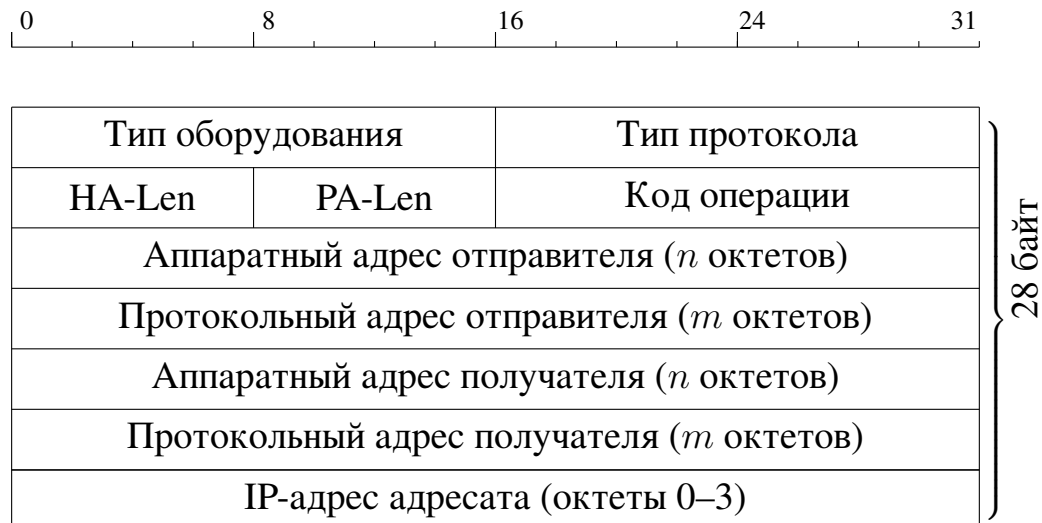 0 8 16 24 31
Тип оборудования Тип протокола
HA-Len PA-Len Код операции
Аппаратный адрес отправителя (n октетов)
Протокольный адрес отправителя (m октетов)
Аппаратный адрес получателя (n октетов)
Протокольный адрес получателя (m октетов)
IP-адрес адресата (октеты 0–3)
28 байт